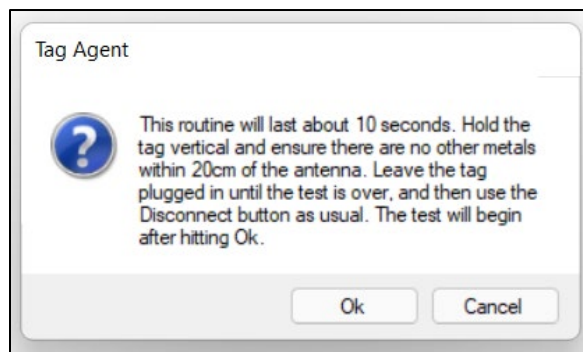 Tag Agent
This routine will last about 10 seconds. Hold the
tag vertical and ensure there are no other metals
within 20cm of the antenna. Leave the tag
plugged in until the test is over, and then use the
Disconnect button as usual. The test will begin
after hitting Ok.
Ok Cancel